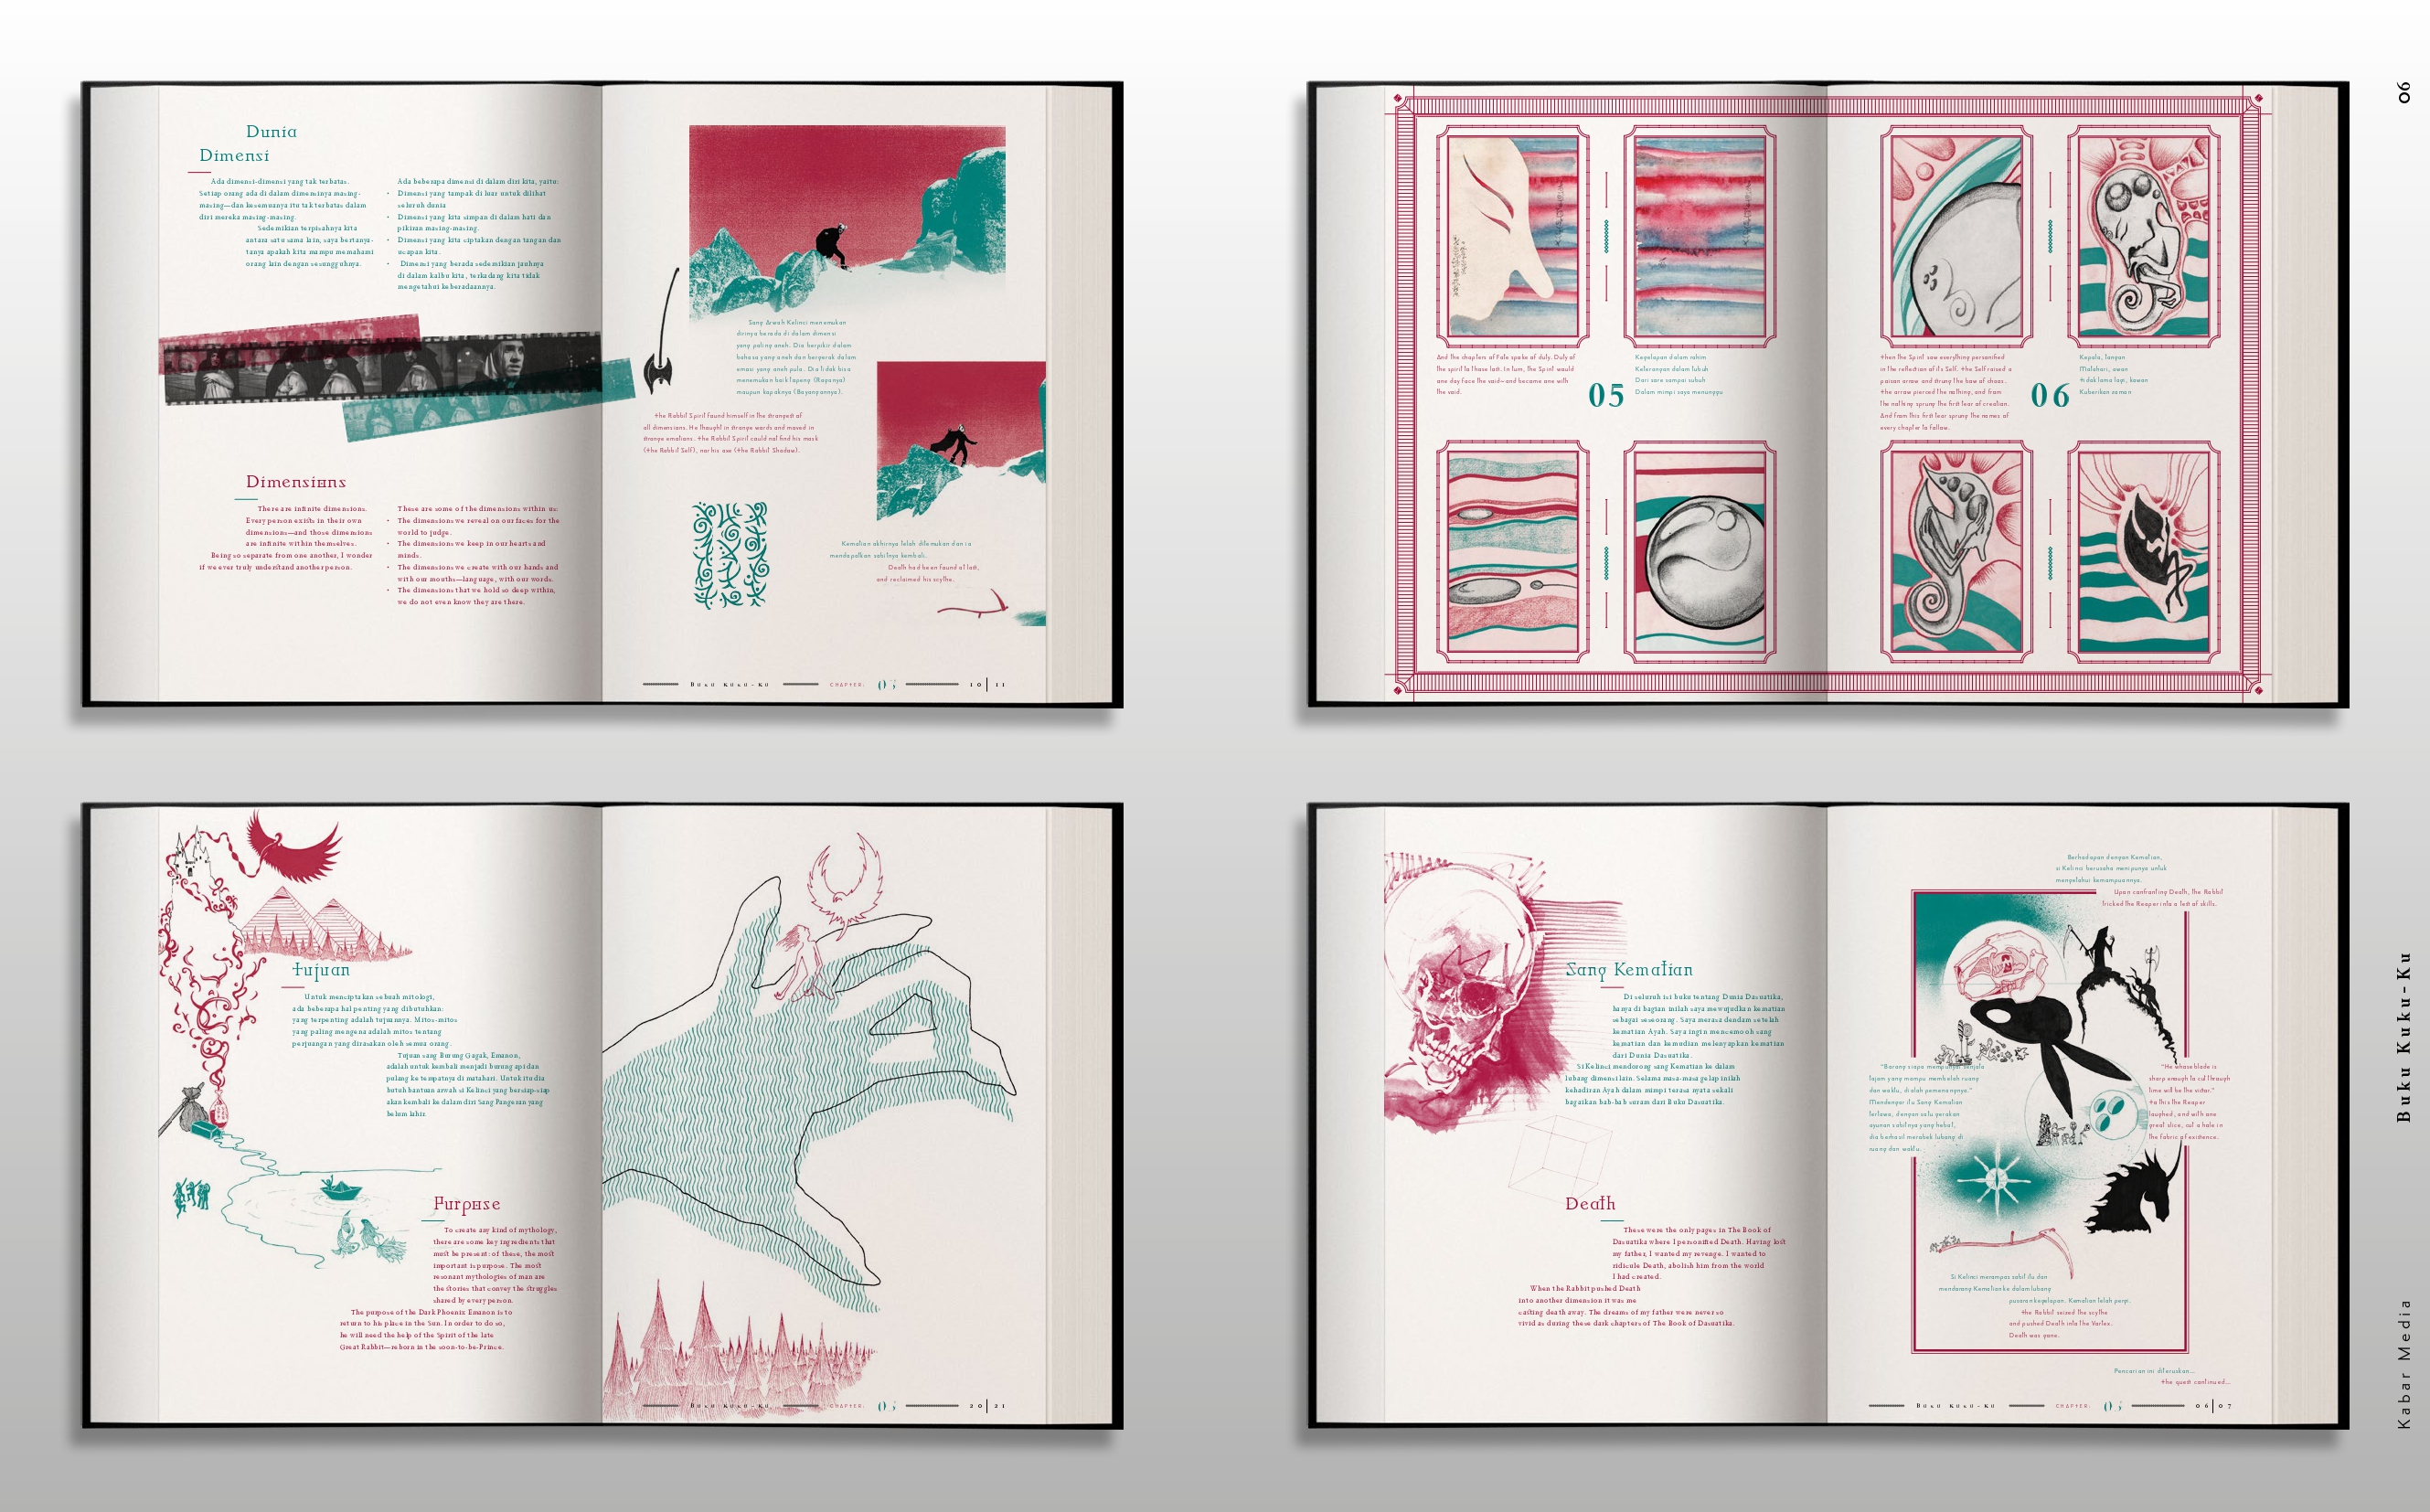 Dunia
Dimensi
Ada dimensi-dimensi yang tak terbatas.
Setiap orang ada di dalam dimensinya masing-
masing—dan kesemuanya itu tak terbatas dalam
diri mereka masing-masing.
Sedemikian terpisahnya kita
antara satu sama lain, saya bertanya-
tanya apakah kita mampu memahami
orang lain dengan sesungguhnya.
Ada beberapa dimensi di dalam diri kita, yaitu:
• Dimensi yang tampak di luar untuk dilihat
seluruh dunia
• Dimensi yang kita simpan di dalam hati dan
pikiran masing-masing.
• Dimensi yang kita ciptakan dengan tangan dan
ucapan kita.
• Dimensi yang berada sedemikian jauhnya
di dalam kalbu kita, terkadang kita tidak
mengetahui keberadaannya.
Dimensions
There are infinite dimensions.
Every person exists in their own
dimensions—and those dimensions
are infinite within themselves.
Being so separate from one another, I wonder
if we ever truly understand another person.
These are some of the dimensions within us:
• The dimensions we reveal on our faces for the
world to judge.
• The dimensions we keep in our hearts and
minds.
• The dimensions we create with our hands and
with our mouths—language, with our words.
• The dimensions that we hold so deep within,
we do not even know they are there.
Sang Arwah Kelinci menemukan
dirinya berada di dalam dimensi
yang paling aneh. Dia berpikir dalam
bahasa yang aneh dan bergerak dalam
emosi yang aneh pula. Dia tidak bisa
menemukan baik topeng (Rupanya)
maupun kapaknya (Bayangannya).
The Rabbit Spirit found himself in the strangest of
all dimensions. He thought in strange words and moved in
strange emotions. The Rabbit Spirit could not find his mask
(The Rabbit Self), nor his axe (The Rabbit Shadow).
Kematian akhirnya telah ditemukan dan ia
mendapatkan sabitnya kembali.
Death had been found at last,
and reclaimed his scythe.
Buku Kuku-Ku
CHAPTER:
10 | 11
And the chapters of Fate spoke of duty. Duty of
the spirit to those lost. In turn, the Spirit would
one day face the void—and become one with
the void.
05
Kegelapan dalam rahim
Keterangan dalam tubuh
Dari sore sampai subuh
Dalam mimpi saya menunggu
Then the Spirit saw everything personified
in the reflection of its Self. The Self raised a
poison arrow and strung the bow of chaos.
The arrow pierced the nothing, and from
the nothing sprung the first tear of creation.
And from this first tear sprung the names of
every chapter to follow.
06
Kepala, tangan
Matahari, awan
Tidak lama lagi, kawan
Kuberikan zaman
06
Tujuan
Untuk menciptakan sebuah mitologi,
ada beberapa hal penting yang dibutuhkan:
yang terpenting adalah tujuannya. Mitos-mitos
yang paling mengena adalah mitos tentang
perjuangan yang dirasakan oleh semua orang.
Tujuan sang Burung Gagak, Emanon,
adalah untuk kembali menjadi burung api dan
pulang ke tempatnya di matahari. Untuk itu dia
butuh bantuan arwah si Kelinci yang bersiap-siap
akan kembali ke dalam diri Sang Pangeran yang
belum lahir.
Purpose
To create any kind of mythology,
there are some key ingredients that
must be present: of these, the most
important is purpose. The most
resonant mythologies of man are
the stories that convey the struggles
shared by every person.
The purpose of the Dark Phoenix Emanon is to
return to his place in the Sun. In order to do so,
he will need the help of the Spirit of the late
Great Rabbit—reborn in the soon-to-be-Prince.
Buku Kuku-Ku
CHAPTER:
20 | 21
Sang Kematian
Di seluruh isi buku tentang Dunia Dasuatika,
hanya di bagian inilah saya mewujudkan kematian
sebagai seseorang. Saya merasa dendam setelah
kematian Ayah. Saya ingin mencemooh sang
kematian dan kemudian melenyapkan kematian
dari Dunia Dasuatika.
Si Kelinci mendorong sang Kematian ke dalam
lubang dimensi lain. Selama masa-masa gelap inilah
kehadiran Ayah dalam mimpi terasa nyata sekali
bagaikan bab-bab suram dari Buku Dasuatika.
Death
These were the only pages in The Book of
Dasuatika where I personified Death. Having lost
my father, I wanted my revenge. I wanted to
ridicule Death, abolish him from the world
I had created.
When the Rabbit pushed Death
into another dimension it was me
casting death away. The dreams of my father were never so
vivid as during these dark chapters of The Book of Dasuatika.
Berhadapan dengan Kematian,
si Kelinci berusaha menipunya untuk
mengetahui kemampuannya.
Upon confronting Death, the Rabbit
tricked the Reaper into a test of skills.
"Barang siapa mempunyai senjata
tajam yang mampu membelah ruang
dan waktu, dialah pemenangnya."
Mendengar itu Sang Kematian
tertawa, dengan satu gerakan
ayunan sabitnya yang hebat,
dia berhasil merobek lubang di
ruang dan waktu.
"He whose blade is
sharp enough to cut through
time will be the victor."
To this the Reaper
laughed, and with one
great slice, cut a hole in
the fabric of existence.
Si Kelinci merampas sabit itu dan
mendorong Kematian ke dalam lubang
pusaran kegelapan. Kematian telah pergi.
The Rabbit seized the scythe
and pushed Death into the Vortex.
Death was gone.
Pencarian ini diteruskan...
The quest continued...
Buku Kuku-Ku
CHAPTER:
06 | 07
Buku Kuku-Ku
Kabar Media